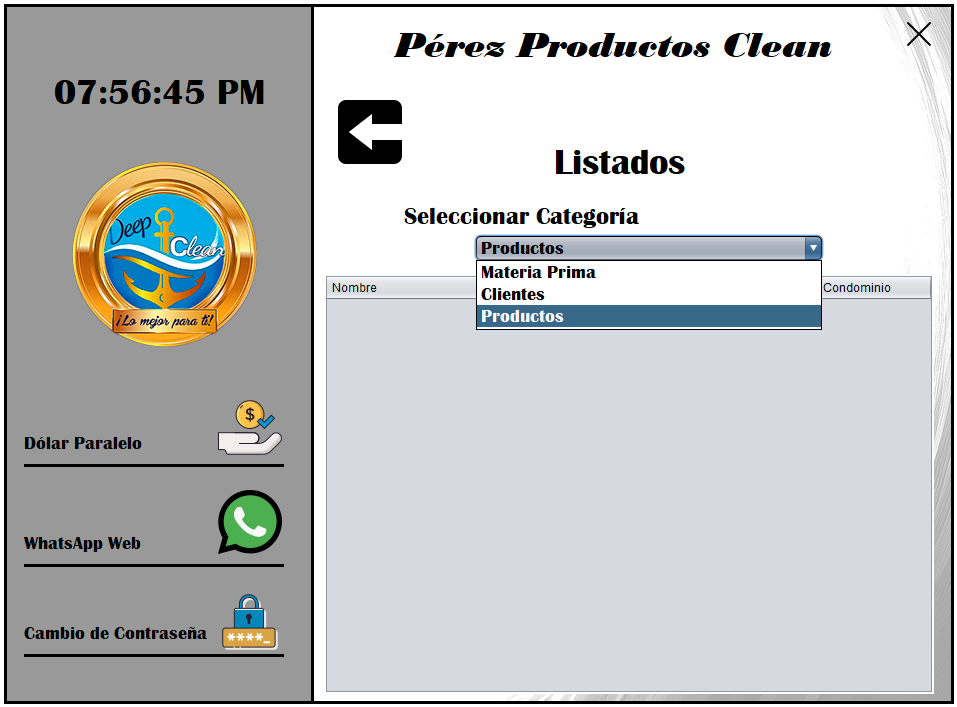 07:56:45 PM
Deep
Clean
¡Lo mejor para ti!
Dólar Paralelo
$
WhatsApp Web
Cambio de Contraseña
****_
Pérez Productos Clean
Listados
Seleccionar Categoría
Productos
Nombre
Condominio
Materia Prima
Clientes
Productos